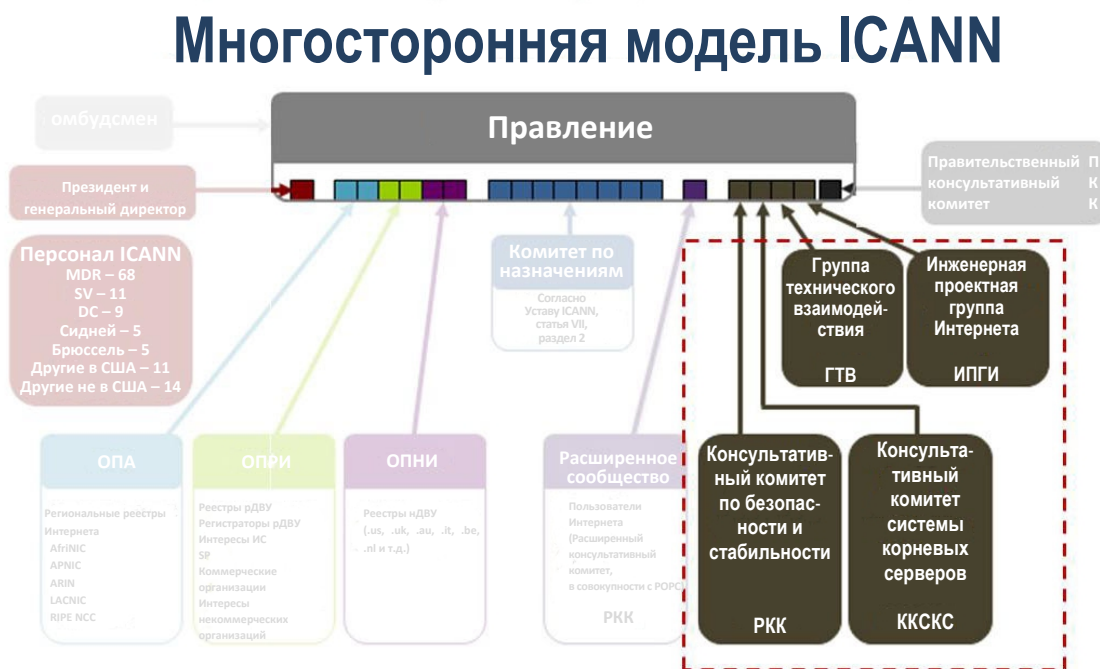 Многосторонняя модель ICANN
омбудсмен
Правление
Президент и
генеральный директор
Правительственный П
консультативный К
комитет К
Персонал ICANN
MDR – 68
SV – 11
DC – 9
Сидней – 5
Брюссель – 5
Другие в США – 11
Другие не в США – 14
Комитет по
назначениям
Согласно
Уставу ICANN,
статья VII,
раздел 2
Группа
технического
взаимодей-
ствия
ГТВ
Инженерная
проектная
группа
Интернета
ИПГИ
ОПА
Региональные реестры
Интернета
AfriNIC
APNIC
ARIN
LACNIC
RIPE NCC
ОПРИ
Реестры рДВУ
Регистраторы рДВУ
Интересы ИС
SP
Коммерческие
организации
Интересы
некоммерческих
организаций
ОПНИ
Реестры нДВУ
(.us, .uk, .au, .it, .be,
.nl и т.д.)
Расширенное
сообщество
Пользователи
Интернета
(Расширенный
консультативный
комитет,
в совокупности с РОРС)
РКК
Консультатив-
ный комитет
по безопас-
ности и
стабильности
РКК
Консульта-
тивный
комитет
системы
корневых
серверов
ККСКС